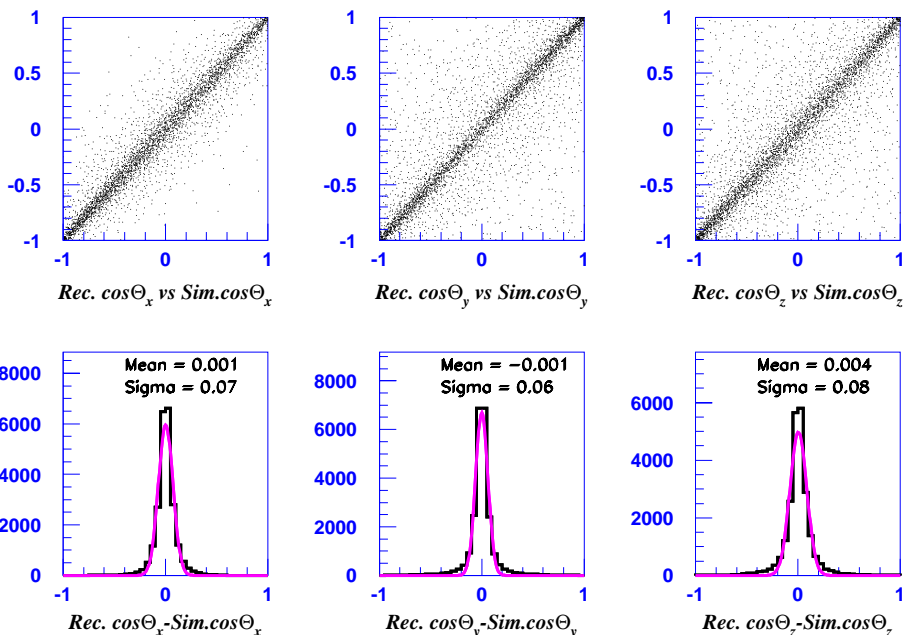 1
0.5
0
-0.5
-1
-1 0 1
Rec. cosΘx vs Sim.cosΘx
1
0.5
0
-0.5
-1
-1 0 1
Rec. cosΘy vs Sim.cosΘy
1
0.5
0
-0.5
-1
-1 0 1
Rec. cosΘz vs Sim.cosΘz
Mean = 0.001
Sigma = 0.07
8000
6000
4000
2000
0
-1 0 1
Rec. cosΘx-Sim.cosΘx
Mean = -0.001
Sigma = 0.06
8000
6000
4000
2000
0
-1 0 1
Rec. cosΘy-Sim.cosΘy
Mean = 0.004
Sigma = 0.08
6000
4000
2000
0
-1 0 1
Rec. cosΘz-Sim.cosΘz